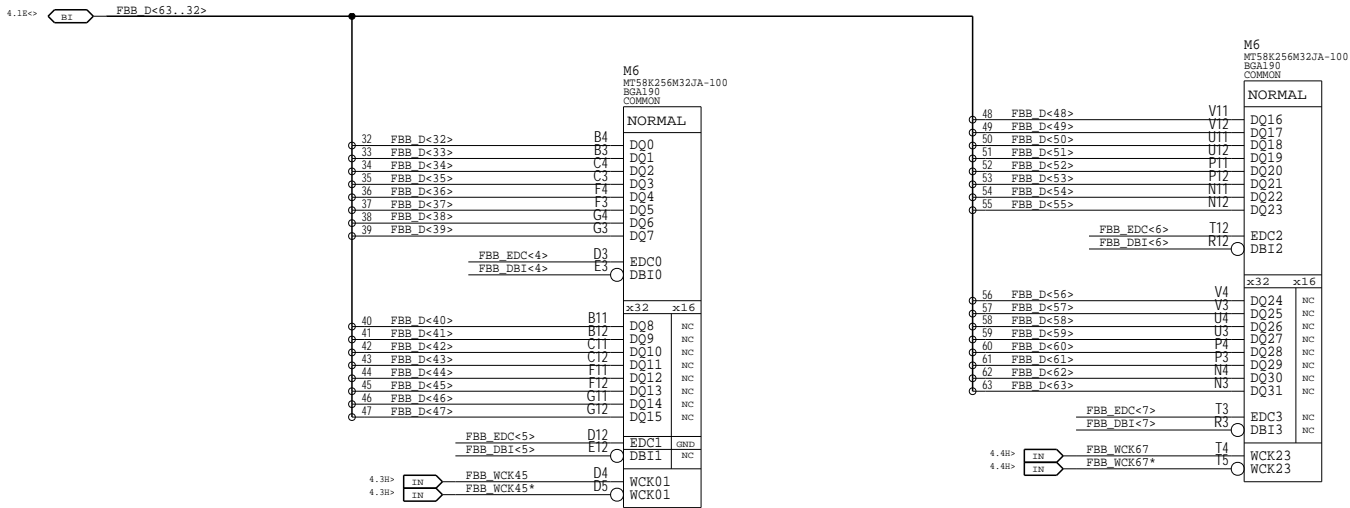 4.1E<> BI FBB_D<63..32>
M6
MT58K256M32JA-100
BGA190
COMMON
NORMAL
32 FBB_D<32> B4 DQ0
33 FBB_D<33> B3 DQ1
34 FBB_D<34> C4 DQ2
35 FBB_D<35> C3 DQ3
36 FBB_D<36> F4 DQ4
37 FBB_D<37> F3 DQ5
38 FBB_D<38> G4 DQ6
39 FBB_D<39> G3 DQ7
FBB_EDC<4> D3 EDC0
FBB_DBI<4> E3 DBI0
x32 x16
40 FBB_D<40> B11 DQ8 NC
41 FBB_D<41> B12 DQ9 NC
42 FBB_D<42> C11 DQ10 NC
43 FBB_D<43> C12 DQ11 NC
44 FBB_D<44> F11 DQ12 NC
45 FBB_D<45> F12 DQ13 NC
46 FBB_D<46> G11 DQ14 NC
47 FBB_D<47> G12 DQ15 NC
FBB_EDC<5> D12 EDC1 GND
FBB_DBI<5> E12 DBI1 NC
4.3H> IN FBB_WCK45 D4 WCK01
4.3H> IN FBB_WCK45* D5 WCK01
M6
MT58K256M32JA-100
BGA190
COMMON
NORMAL
48 FBB_D<48> V11 DQ16
49 FBB_D<49> V12 DQ17
50 FBB_D<50> U11 DQ18
51 FBB_D<51> U12 DQ19
52 FBB_D<52> P11 DQ20
53 FBB_D<53> P12 DQ21
54 FBB_D<54> N11 DQ22
55 FBB_D<55> N12 DQ23
FBB_EDC<6> T12 EDC2
FBB_DBI<6> R12 DBI2
x32 x16
56 FBB_D<56> V4 DQ24 NC
57 FBB_D<57> V3 DQ25 NC
58 FBB_D<58> U4 DQ26 NC
59 FBB_D<59> U3 DQ27 NC
60 FBB_D<60> P4 DQ28 NC
61 FBB_D<61> P3 DQ29 NC
62 FBB_D<62> N4 DQ30 NC
63 FBB_D<63> N3 DQ31 NC
FBB_EDC<7> T3 EDC3 NC
FBB_DBI<7> R3 DBI3 NC
4.4H> IN FBB_WCK67 T4 WCK23
4.4H> IN FBB_WCK67* T5 WCK23